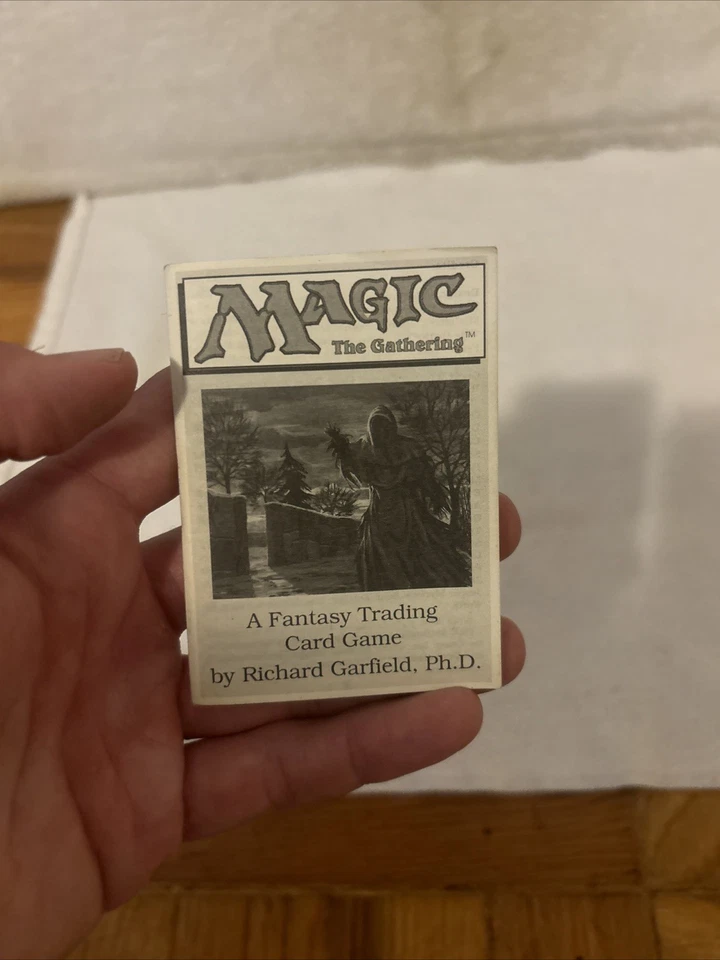 MAGIC
The Gathering™
A Fantasy Trading
Card Game
by Richard Garfield, Ph.D.